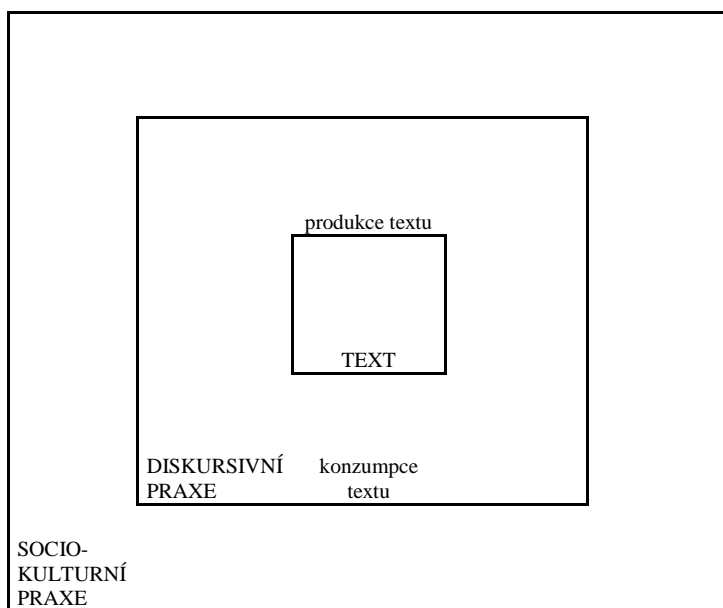 produkce textu
TEXT
DISKURSIVNÍ
PRAXE
konzumpce
textu
SOCIO-
KULTURNÍ
PRAXE